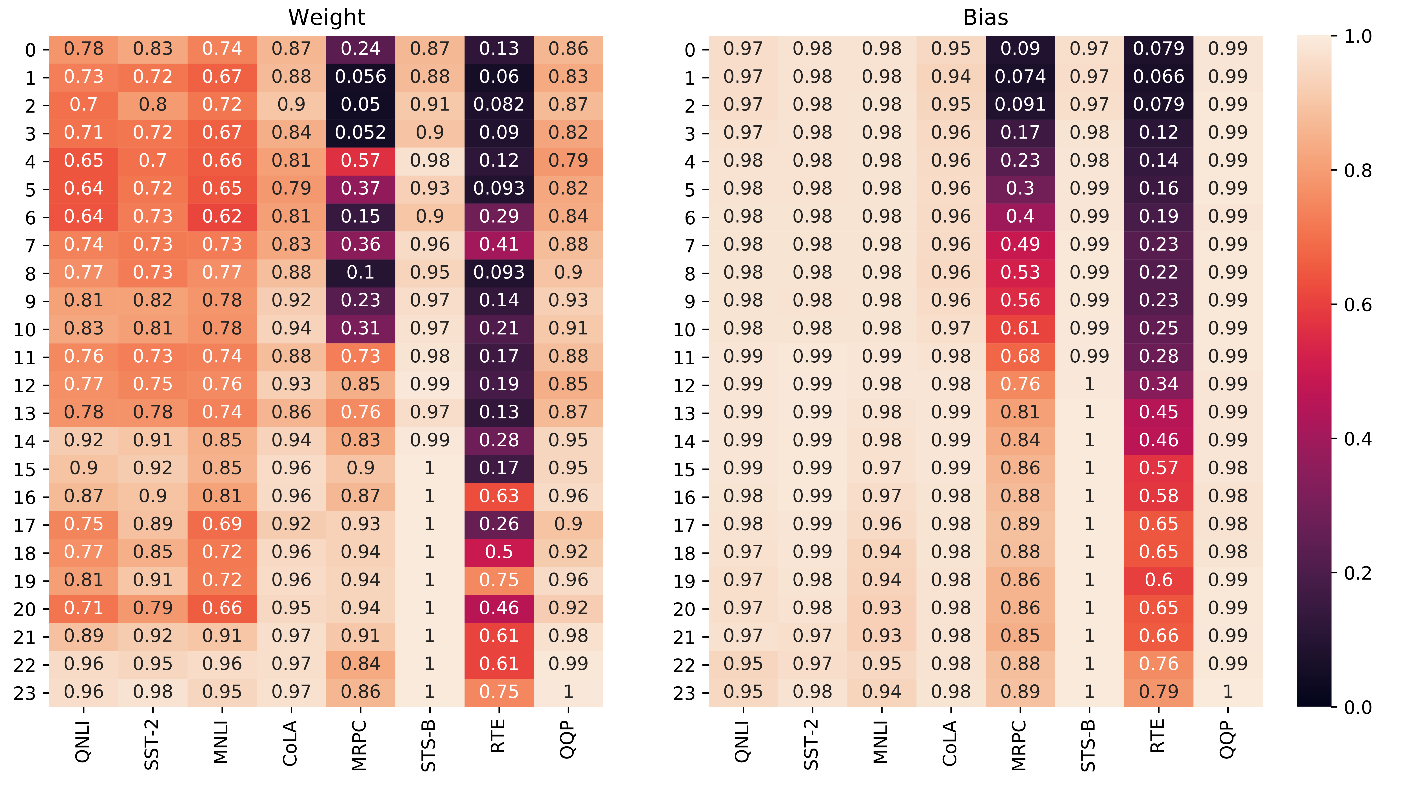 Weight Bias
0 0.78 0.83 0.74 0.87 0.24 0.87 0.13 0.86 0 0.97 0.98 0.98 0.95 0.09 0.97 0.079 0.99 1.0
1 0.73 0.72 0.67 0.88 0.056 0.88 0.06 0.83 1 0.97 0.98 0.98 0.94 0.074 0.97 0.066 0.99
2 0.7 0.8 0.72 0.9 0.05 0.91 0.082 0.87 2 0.97 0.98 0.98 0.95 0.091 0.97 0.079 0.99
3 0.71 0.72 0.67 0.84 0.052 0.9 0.09 0.82 3 0.97 0.98 0.98 0.96 0.17 0.98 0.12 0.99
4 0.65 0.7 0.66 0.81 0.57 0.98 0.12 0.79 4 0.98 0.98 0.98 0.96 0.23 0.98 0.14 0.99
0.8
5 0.64 0.72 0.65 0.79 0.37 0.93 0.093 0.82 5 0.98 0.98 0.98 0.96 0.3 0.99 0.16 0.99
6 0.64 0.73 0.62 0.81 0.15 0.9 0.29 0.84 6 0.98 0.98 0.98 0.96 0.4 0.99 0.19 0.99
7 0.74 0.73 0.73 0.83 0.36 0.96 0.41 0.88 7 0.98 0.98 0.98 0.96 0.49 0.99 0.23 0.99
8 0.77 0.73 0.77 0.88 0.1 0.95 0.093 0.9 8 0.98 0.98 0.98 0.96 0.53 0.99 0.22 0.99
9 0.81 0.82 0.78 0.92 0.23 0.97 0.14 0.93 9 0.98 0.98 0.98 0.96 0.56 0.99 0.23 0.99
0.6
10 0.83 0.81 0.78 0.94 0.31 0.97 0.21 0.91 10 0.98 0.98 0.98 0.97 0.61 0.99 0.25 0.99
11 0.76 0.73 0.74 0.88 0.73 0.98 0.17 0.88 11 0.99 0.99 0.99 0.98 0.68 0.99 0.28 0.99
12 0.77 0.75 0.76 0.93 0.85 0.99 0.19 0.85 12 0.99 0.99 0.98 0.98 0.76 1 0.34 0.99
13 0.78 0.78 0.74 0.86 0.76 0.97 0.13 0.87 13 0.99 0.99 0.98 0.99 0.81 1 0.45 0.99
14 0.92 0.91 0.85 0.94 0.83 0.99 0.28 0.95 14 0.99 0.99 0.98 0.99 0.84 1 0.46 0.99 0.4
15 0.9 0.92 0.85 0.96 0.9 1 0.17 0.95 15 0.99 0.99 0.97 0.99 0.86 1 0.57 0.98
16 0.87 0.9 0.81 0.96 0.87 1 0.63 0.96 16 0.98 0.99 0.97 0.98 0.88 1 0.58 0.98
17 0.75 0.89 0.69 0.92 0.93 1 0.26 0.9 17 0.98 0.99 0.96 0.98 0.89 1 0.65 0.98
18 0.77 0.85 0.72 0.96 0.94 1 0.5 0.92 18 0.97 0.99 0.94 0.98 0.88 1 0.65 0.98
19 0.81 0.91 0.72 0.96 0.94 1 0.75 0.96 19 0.97 0.98 0.94 0.98 0.86 1 0.6 0.99 0.2
20 0.71 0.79 0.66 0.95 0.94 1 0.46 0.92 20 0.97 0.98 0.93 0.98 0.86 1 0.65 0.99
21 0.89 0.92 0.91 0.97 0.91 1 0.61 0.98 21 0.97 0.97 0.93 0.98 0.85 1 0.66 0.99
22 0.96 0.95 0.96 0.97 0.84 1 0.61 0.99 22 0.95 0.97 0.95 0.98 0.88 1 0.76 0.99
23 0.96 0.98 0.95 0.97 0.86 1 0.75 1 23 0.95 0.98 0.94 0.98 0.89 1 0.79 1
0.0
QNLI SST-2 MNLI CoLA MRPC STS-B RTE QQP QNLI SST-2 MNLI CoLA MRPC STS-B RTE QQP